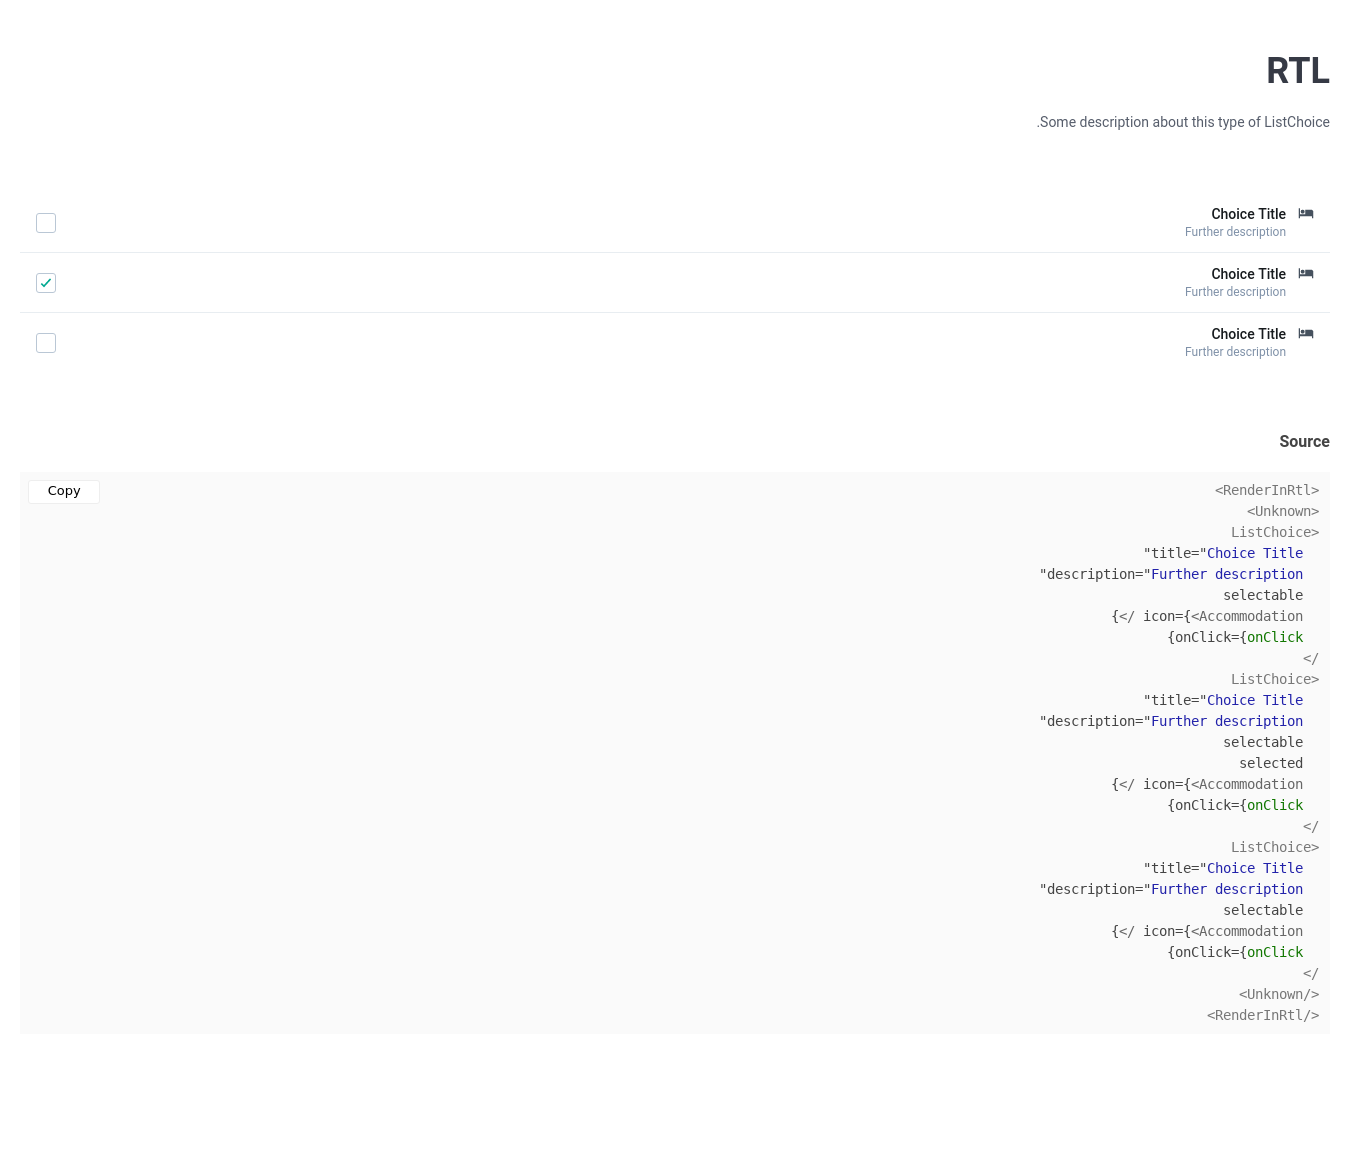 RTL
.Some description about this type of ListChoice
Choice Title
Further description
Choice Title
Further description
Choice Title
Further description
Source
Copy
<RenderInRtl>
<Unknown>
ListChoice>
"title="Choice Title
"description="Further description
selectable
{</ icon={<Accommodation
{onClick={onClick
</
ListChoice>
"title="Choice Title
"description="Further description
selectable
selected
{</ icon={<Accommodation
{onClick={onClick
</
ListChoice>
"title="Choice Title
"description="Further description
selectable
{</ icon={<Accommodation
{onClick={onClick
</
<Unknown/>
<RenderInRtl/>